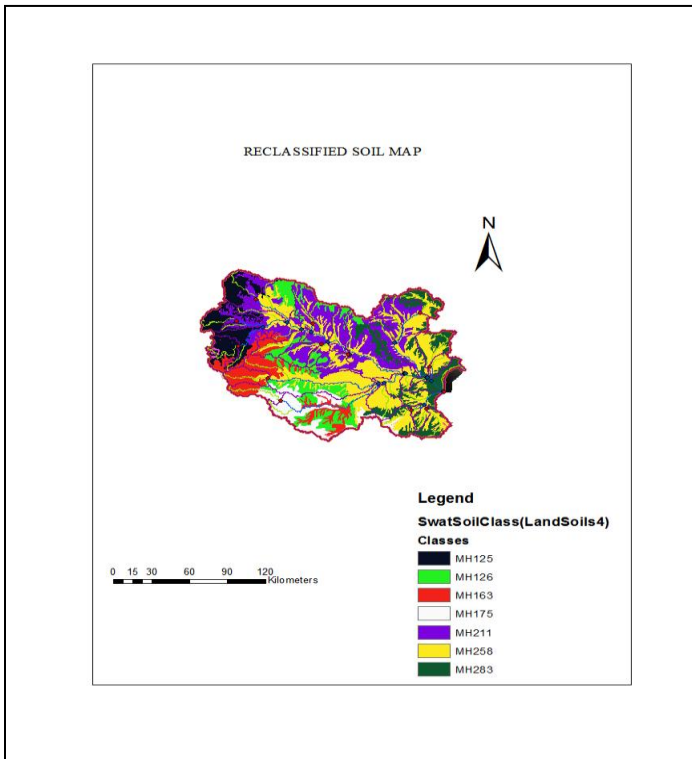 RECLASSIFIED SOIL MAP
N
Legend
SwatSoilClass(LandSoils4)
Classes
MH125
MH126
MH163
MH175
MH211
MH258
MH283
0 15 30 60 90 120
Kilometers